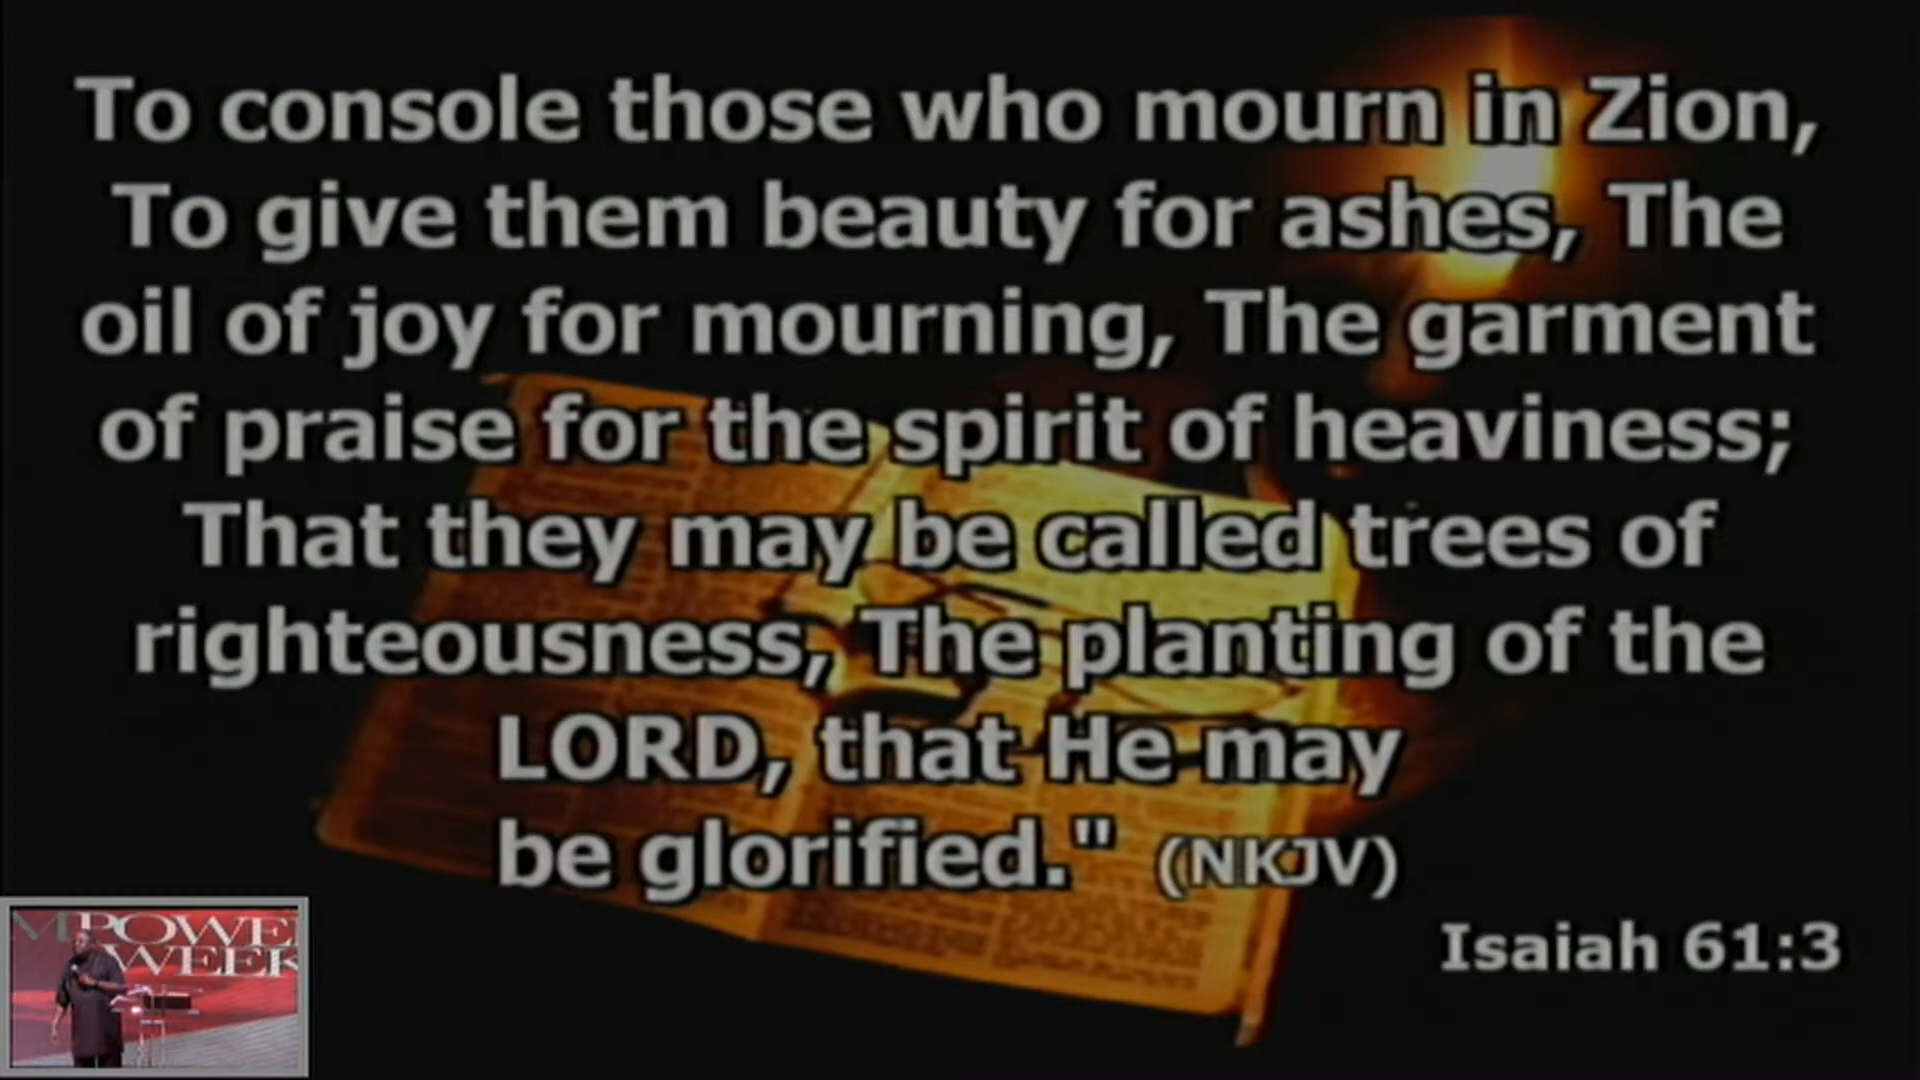 To console those who mourn in Zion,
To give them beauty for ashes, The
oil of joy for mourning, The garment
of praise for the spirit of heaviness;
That they may be called trees of
righteousness, The planting of the
LORD, that He may
be glorified." (NKJV)
Isaiah 61:3
MPOWE
WEEK